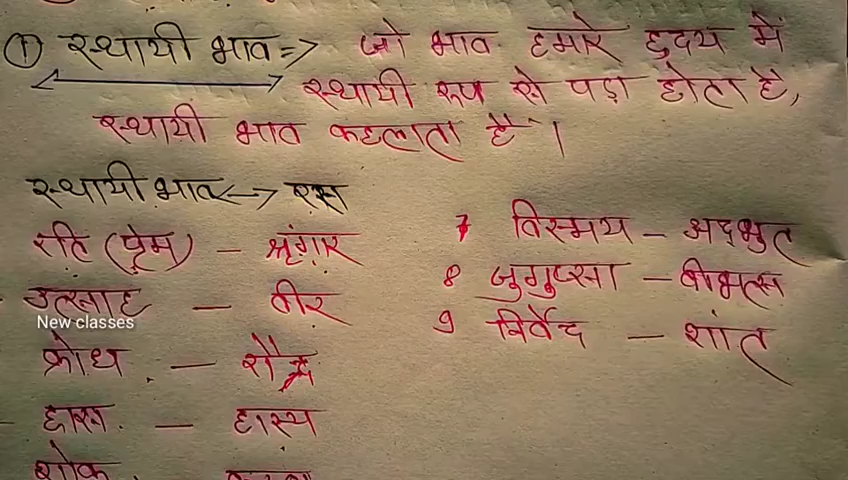 ① स्थायी भाव => जो भाव हमारे हृदय में
स्थायी रूप से पड़ा होता है,
स्थायी भाव कहलाता है ।
स्थायी भाव <-> रस
रति (प्रेम) - श्रृंगार
उत्साह - वीर
New classes
क्रोध - रौद्र
हास - हास्य
शोक
7 विस्मय - अद्भुत
8 जुगुप्सा - वीभत्स
9 निर्वेद - शांत